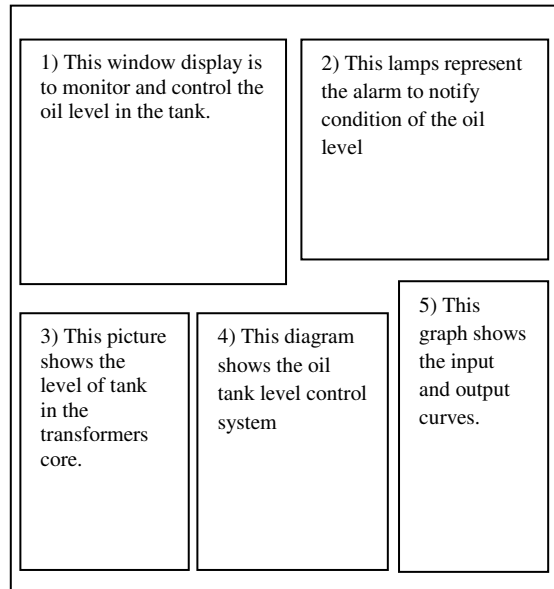 1) This window display is
to monitor and control the
oil level in the tank.
2) This lamps represent
the alarm to notify
condition of the oil
level
3) This picture
shows the
level of tank
in the
transformers
core.
4) This diagram
shows the oil
tank level control
system
5) This
graph shows
the input
and output
curves.